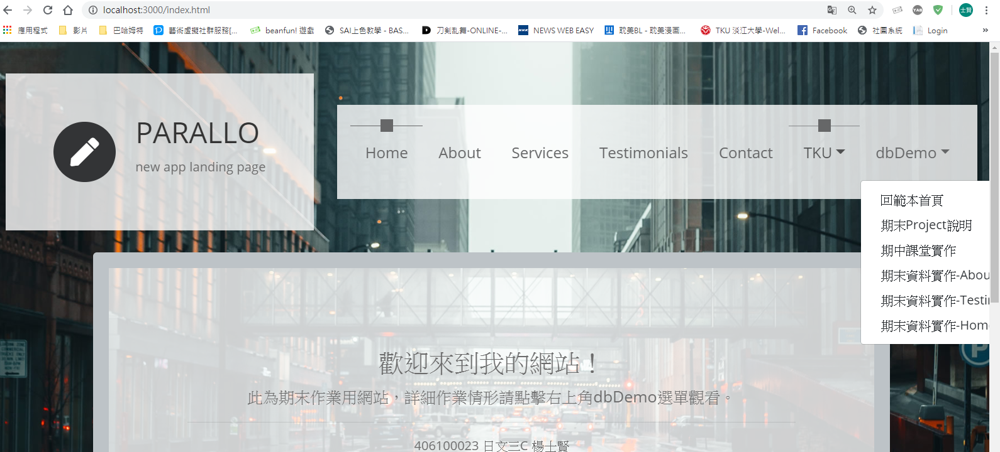 localhost:3000/index.html
士賢
應用程式 影片 巴哈姆特 藝術虛擬社群服務[... beanfun! 遊戲 SAI上色教學 - BAS... 刀剣乱舞-ONLINE-... NHK NEWS WEB EASY 耽美BL - 耽美漫画... TKU 淡江大學-Wel... Facebook 社團系統 Login »
PARALLO
new app landing page
Home About Services Testimonials Contact TKU dbDemo
回範本首頁
期末Project說明
期中課堂實作
期末資料實作-Abou
期末資料實作-Testi
期末資料實作-Hom
歡迎來到我的網站！
此為期末作業用網站，詳細作業情形請點擊右上角dbDemo選單觀看。
406100023 日文三C 楊士賢